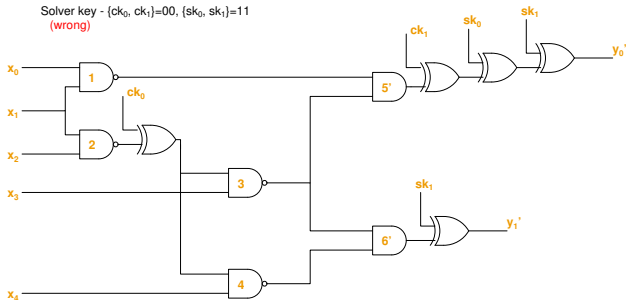 Solver key - {ck₀, ck₁}=00, {sk₀, sk₁}=11
(wrong)
sk₁
sk₀
ck₁
y₀'
x₀
1
5'
ck₀
x₁
2
x₂
3
sk₁
x₃
y₁'
6'
4
x₄